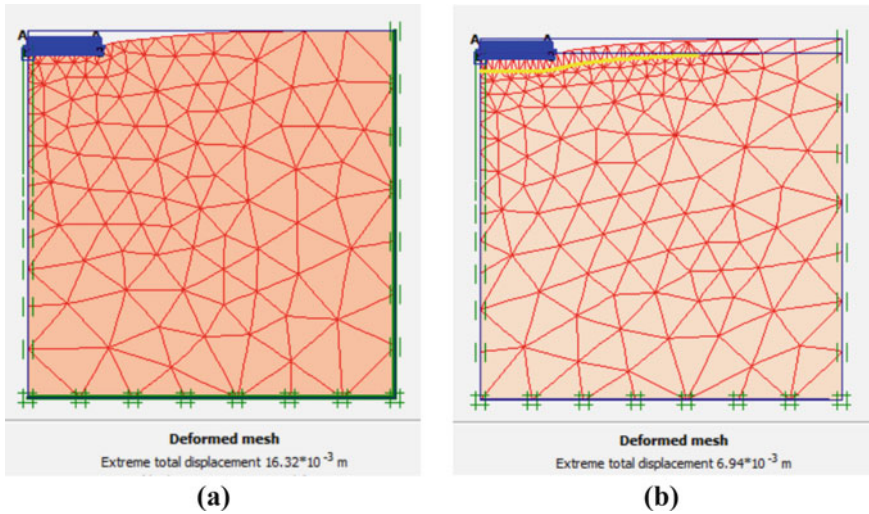 A A
A A
Deformed mesh
Extreme total displacement 16.32*10 -3 m
Deformed mesh
Extreme total displacement 6.94*10 -3 m
(a)
(b)